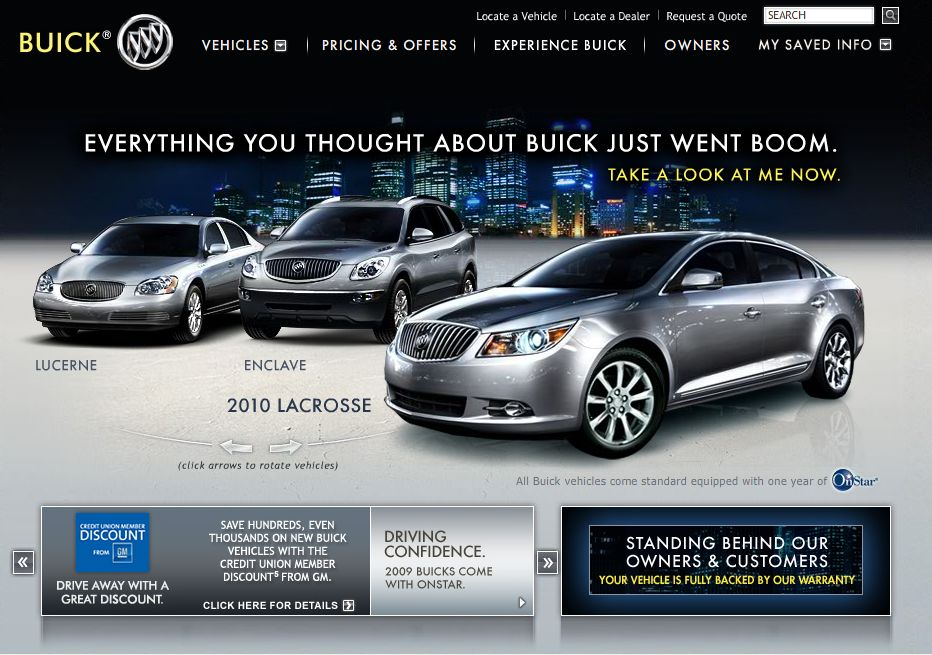 Locate a Vehicle | Locate a Dealer | Request a Quote SEARCH
BUICK®
VEHICLES | PRICING & OFFERS | EXPERIENCE BUICK | OWNERS MY SAVED INFO
EVERYTHING YOU THOUGHT ABOUT BUICK JUST WENT BOOM.
TAKE A LOOK AT ME NOW.
LUCERNE
ENCLAVE
2010 LACROSSE
(click arrows to rotate vehicles)
All Buick vehicles come standard equipped with one year of OnStar®
«
CREDIT UNION MEMBER
DISCOUNT
FROM GM
DRIVE AWAY WITH A
GREAT DISCOUNT.
SAVE HUNDREDS, EVEN
THOUSANDS ON NEW BUICK
VEHICLES WITH THE
CREDIT UNION MEMBER
DISCOUNT⁵ FROM GM.
CLICK HERE FOR DETAILS
DRIVING
CONFIDENCE.
2009 BUICKS COME
WITH ONSTAR.
»
STANDING BEHIND OUR
OWNERS & CUSTOMERS
YOUR VEHICLE IS FULLY BACKED BY OUR WARRANTY